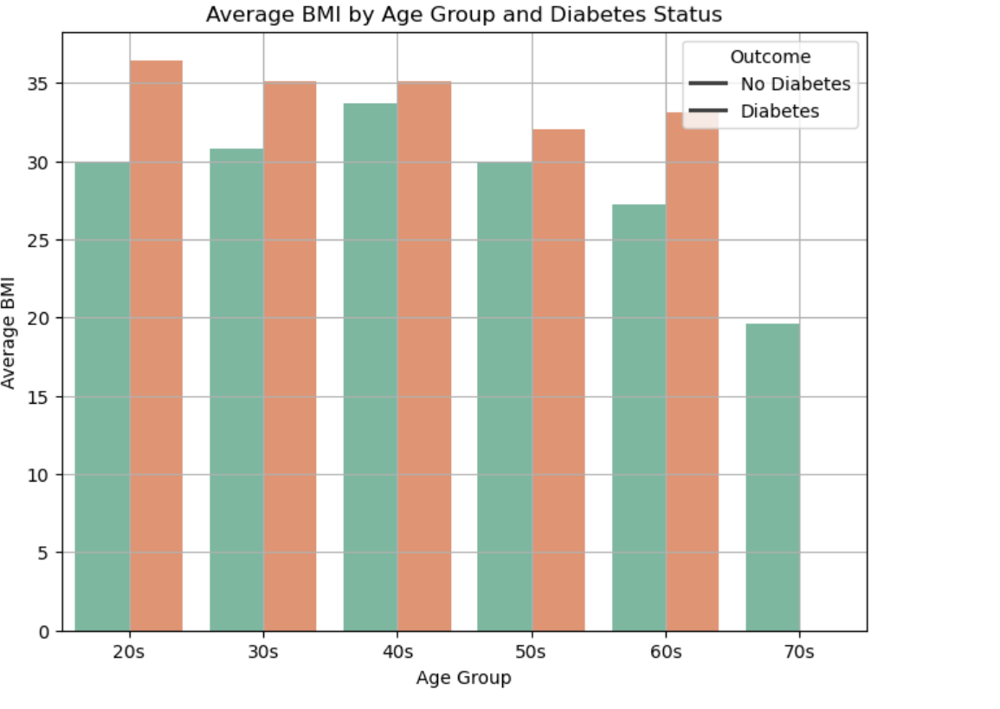 Average BMI by Age Group and Diabetes Status
Outcome
No Diabetes
Diabetes
35
30
25
20
15
10
5
0
Average BMI
20s 30s 40s 50s 60s 70s
Age Group